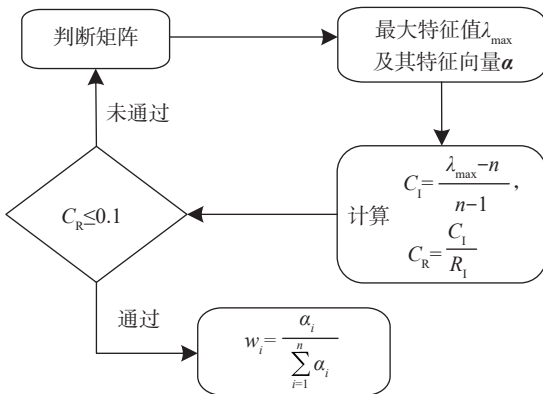 判断矩阵
最大特征值λmax
及其特征向量α
未通过
计算 CI=(λmax−n)/(n−1),
CR=CI/RI
CR≤0.1
通过
wi=αi/∑i=1n αi